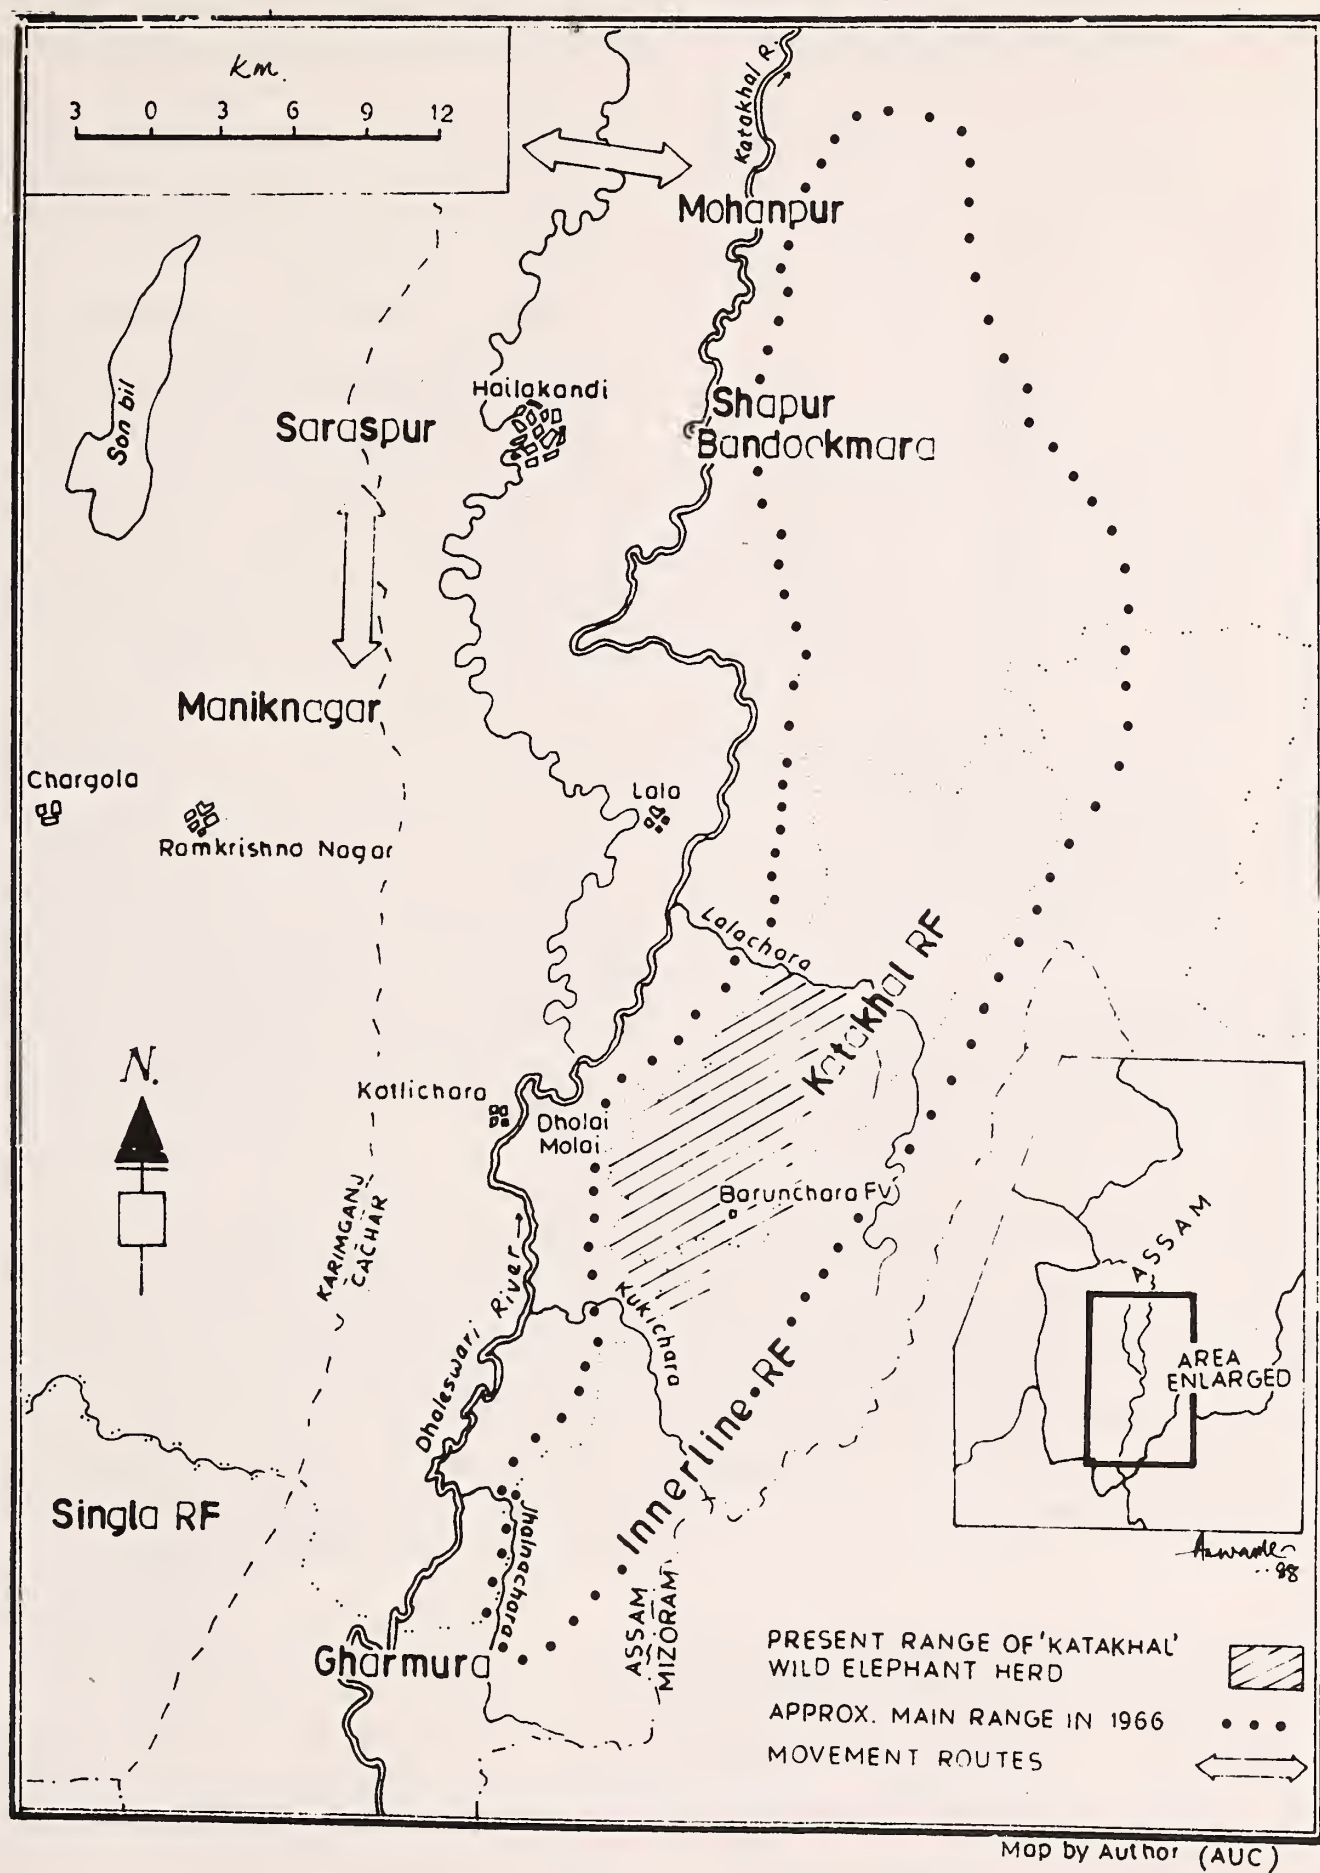 Km.
3 0 3 6 9 12
Katakhal R.
Mohanpur
Son bil
Hailakandi
Saraspur
Shapur
Bandookmara
Maniknagar
Chargola
Lala
Ramkrishna Nagar
Lalachara
Katakhal RF
N.
Katlichara
Dholai
Molai
Barunchara FV
KARIMGANJ
CACHAR
Dhaleswari River
Kukichara
ASSAM
AREA
ENLARGED
Innerline RF
Singla RF
Jhalnachara
Gharmura
ASSAM
MIZORAM
88
PRESENT RANGE OF 'KATAKHAL'
WILD ELEPHANT HERD
APPROX. MAIN RANGE IN 1966
MOVEMENT ROUTES
Map by Author (AUC)